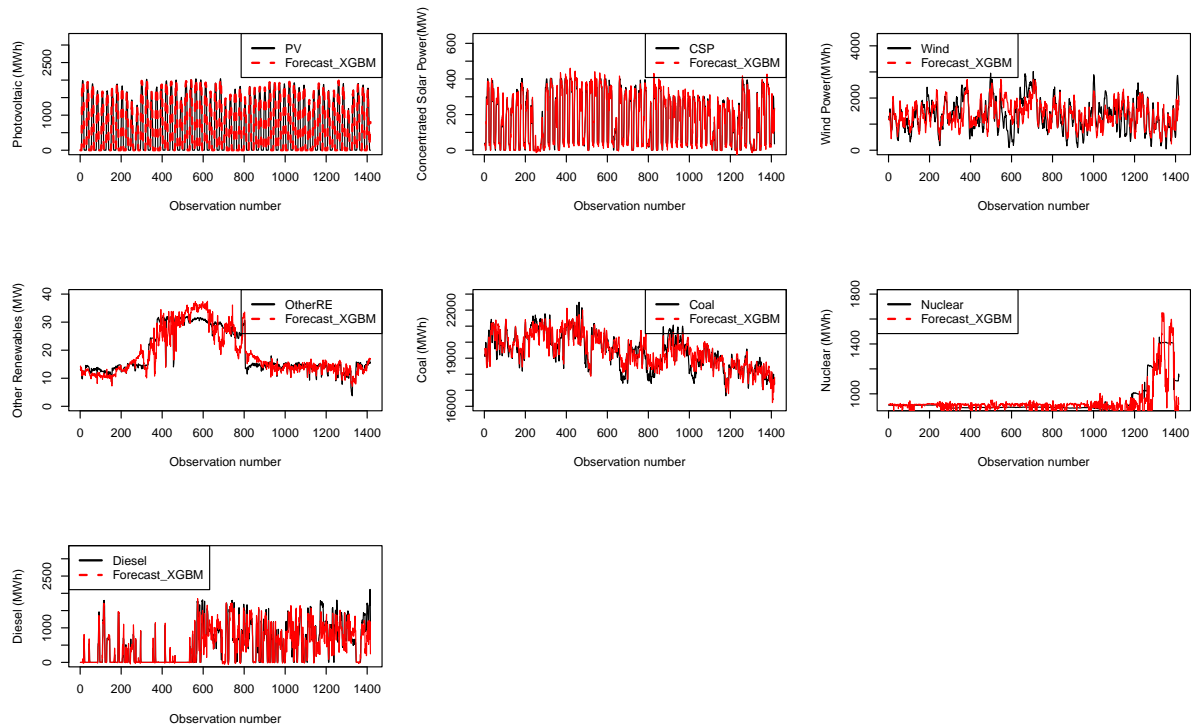 Photovoltaic (MWh)
0
500
1000
1500
2500
PV
Forecast_XGBM
0 200 400 600 800 1000 1200 1400
Observation number
Concentrated Solar Power(MW)
0
200
400
600
CSP
Forecast_XGBM
0 200 400 600 800 1000 1200 1400
Observation number
Wind Power(MWh)
0
1000
2000
4000
Wind
Forecast_XGBM
0 200 400 600 800 1000 1200 1400
Observation number
Other Renewables (MW)
0
10
20
30
40
OtherRE
Forecast_XGBM
0 200 400 600 800 1000 1200 1400
Observation number
Coal (MWh)
16000
19000
22000
Coal
Forecast_XGBM
0 200 400 600 800 1000 1200 1400
Observation number
Nuclear (MWh)
1000
1400
1800
Nuclear
Forecast_XGBM
0 200 400 600 800 1000 1200 1400
Observation number
Diesel (MWh)
0
500
1000
1500
2500
Diesel
Forecast_XGBM
0 200 400 600 800 1000 1200 1400
Observation number